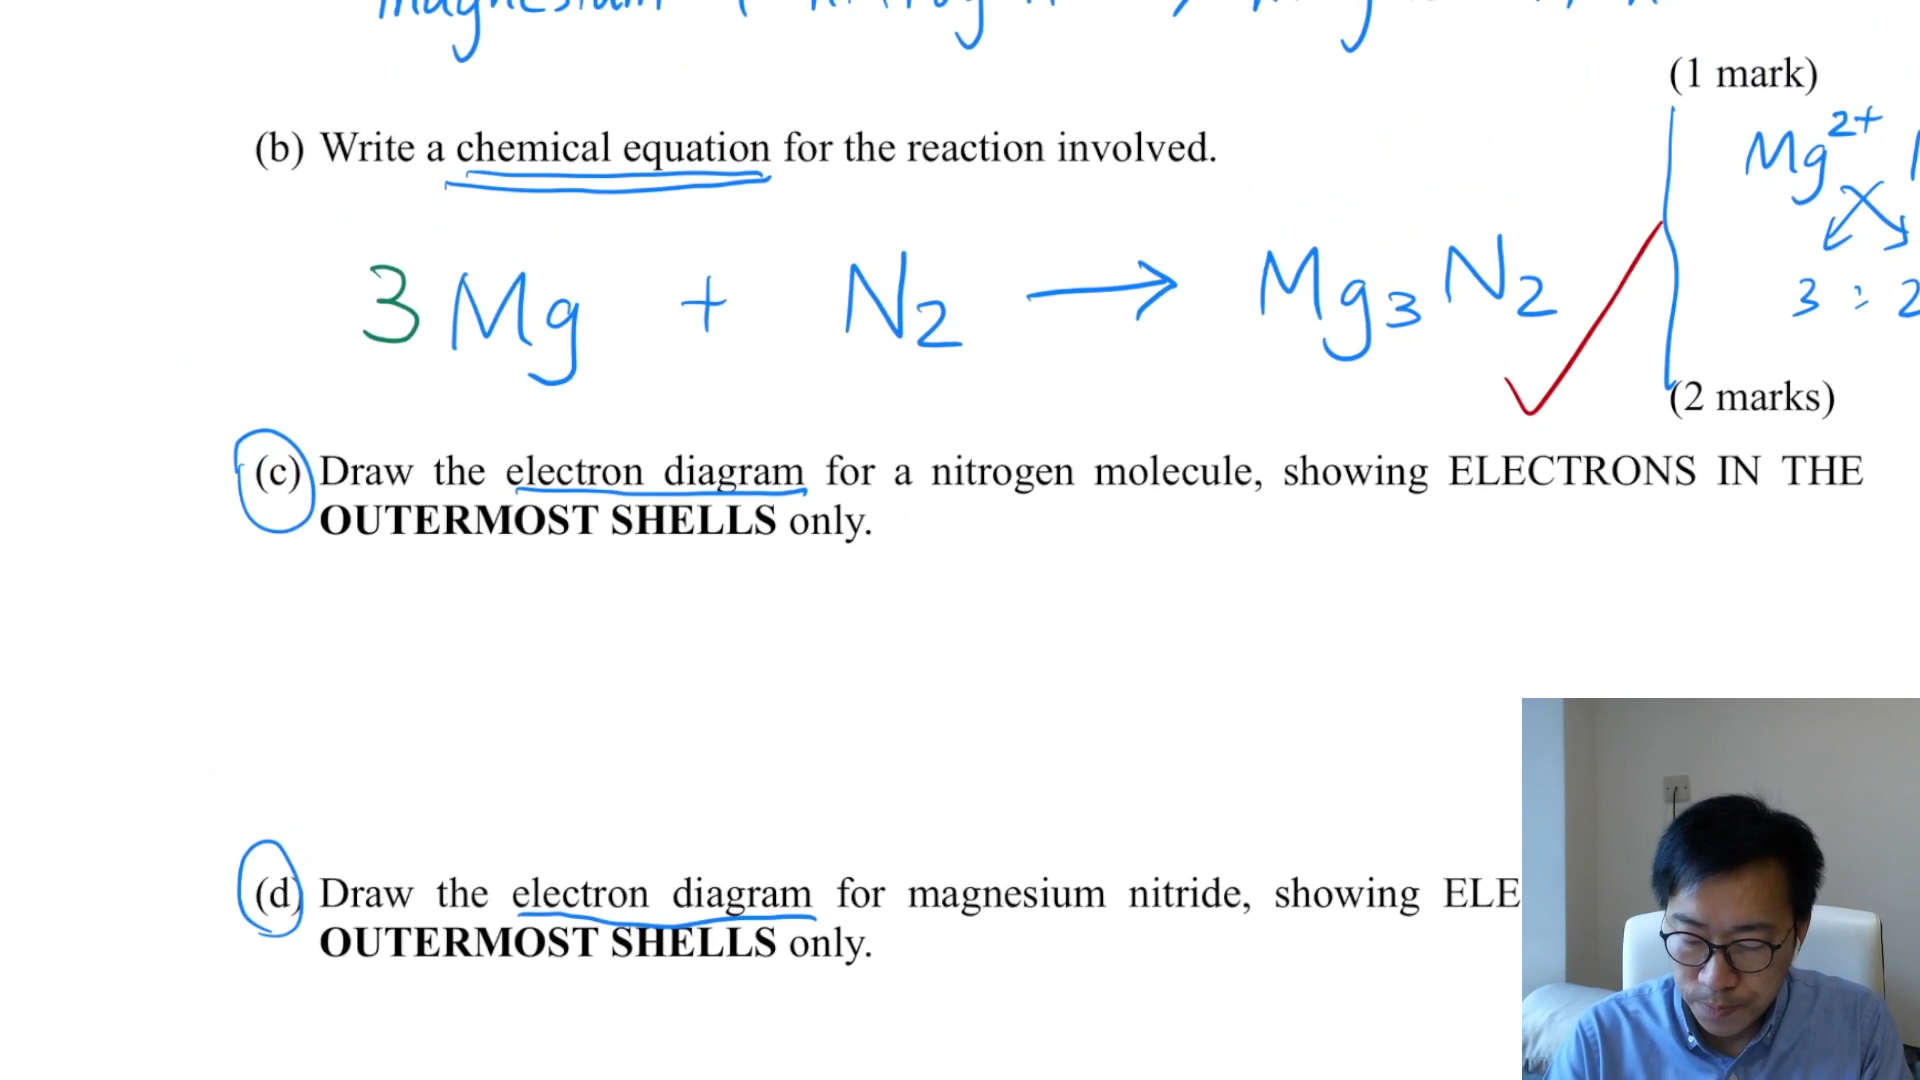 magnesium + nitrogen →
(1 mark)
(b) Write a chemical equation for the reaction involved.
Mg2+
3 : 2
3Mg + N2 → Mg3N2
(2 marks)
(c) Draw the electron diagram for a nitrogen molecule, showing ELECTRONS IN THE
OUTERMOST SHELLS only.
(d) Draw the electron diagram for magnesium nitride, showing ELE
OUTERMOST SHELLS only.